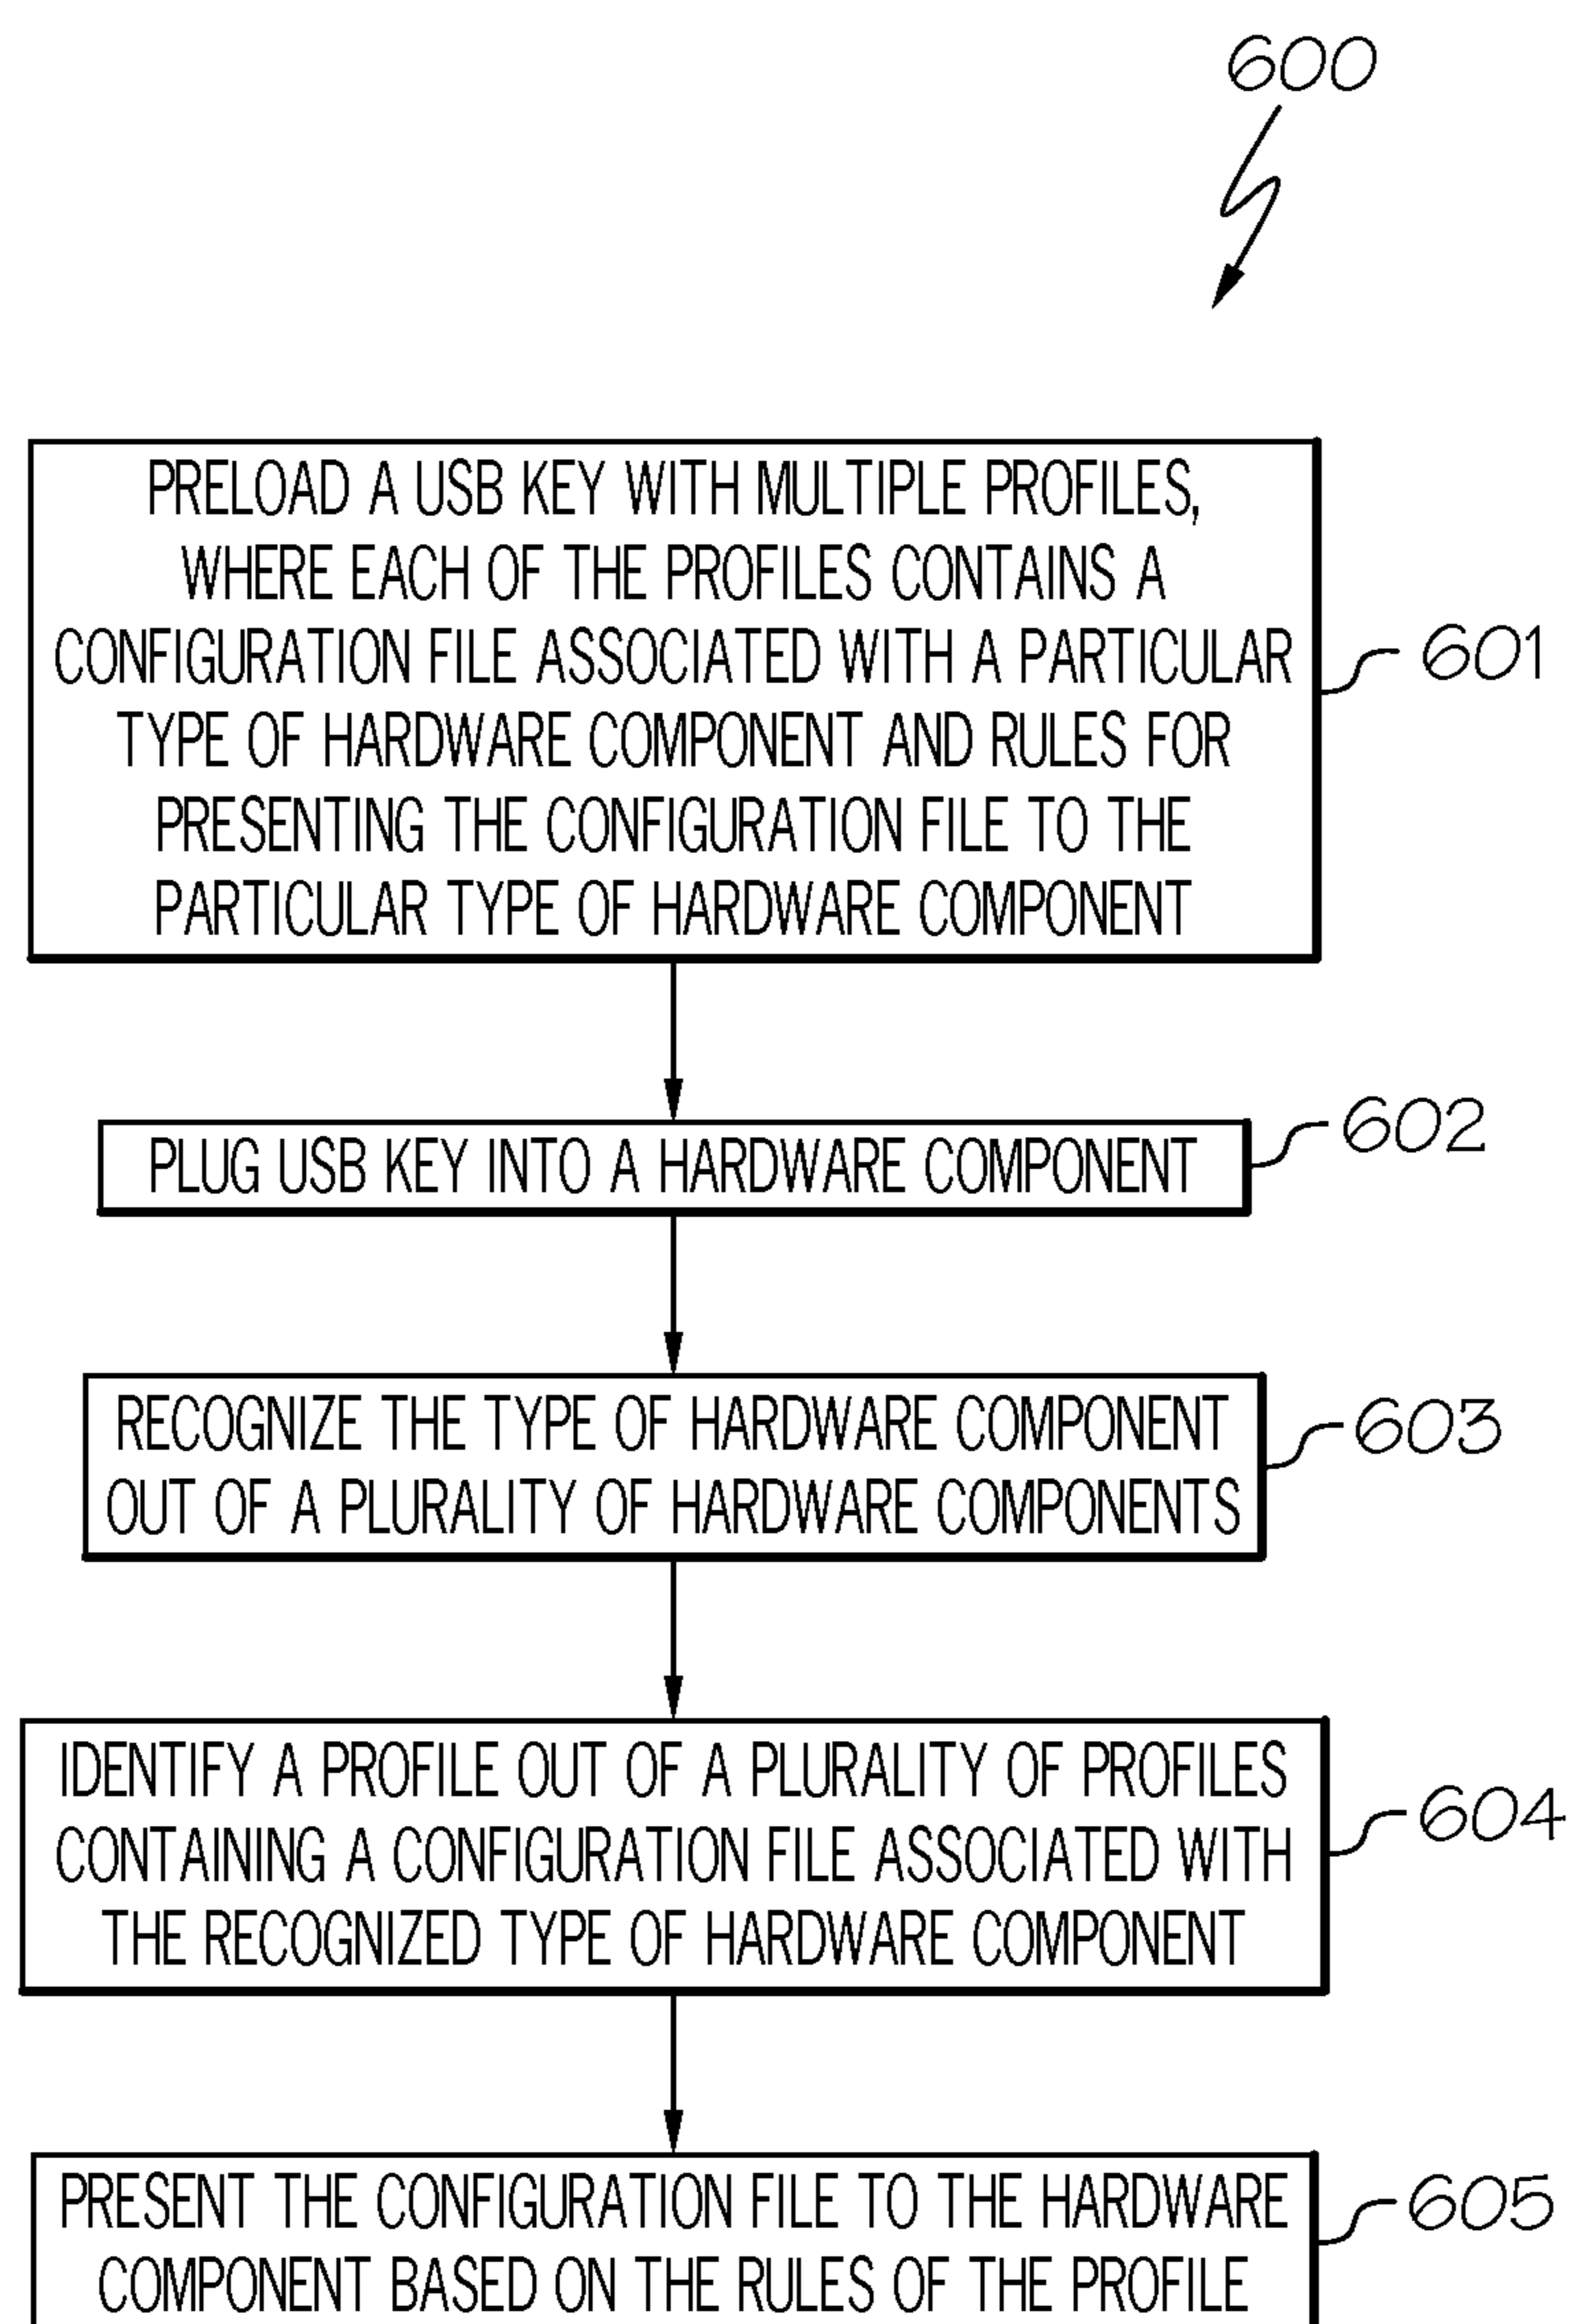 600
PRELOAD A USB KEY WITH MULTIPLE PROFILES,
WHERE EACH OF THE PROFILES CONTAINS A
CONFIGURATION FILE ASSOCIATED WITH A PARTICULAR
TYPE OF HARDWARE COMPONENT AND RULES FOR
PRESENTING THE CONFIGURATION FILE TO THE
PARTICULAR TYPE OF HARDWARE COMPONENT
601
PLUG USB KEY INTO A HARDWARE COMPONENT
602
RECOGNIZE THE TYPE OF HARDWARE COMPONENT
OUT OF A PLURALITY OF HARDWARE COMPONENTS
603
IDENTIFY A PROFILE OUT OF A PLURALITY OF PROFILES
CONTAINING A CONFIGURATION FILE ASSOCIATED WITH
THE RECOGNIZED TYPE OF HARDWARE COMPONENT
604
PRESENT THE CONFIGURATION FILE TO THE HARDWARE
COMPONENT BASED ON THE RULES OF THE PROFILE
605